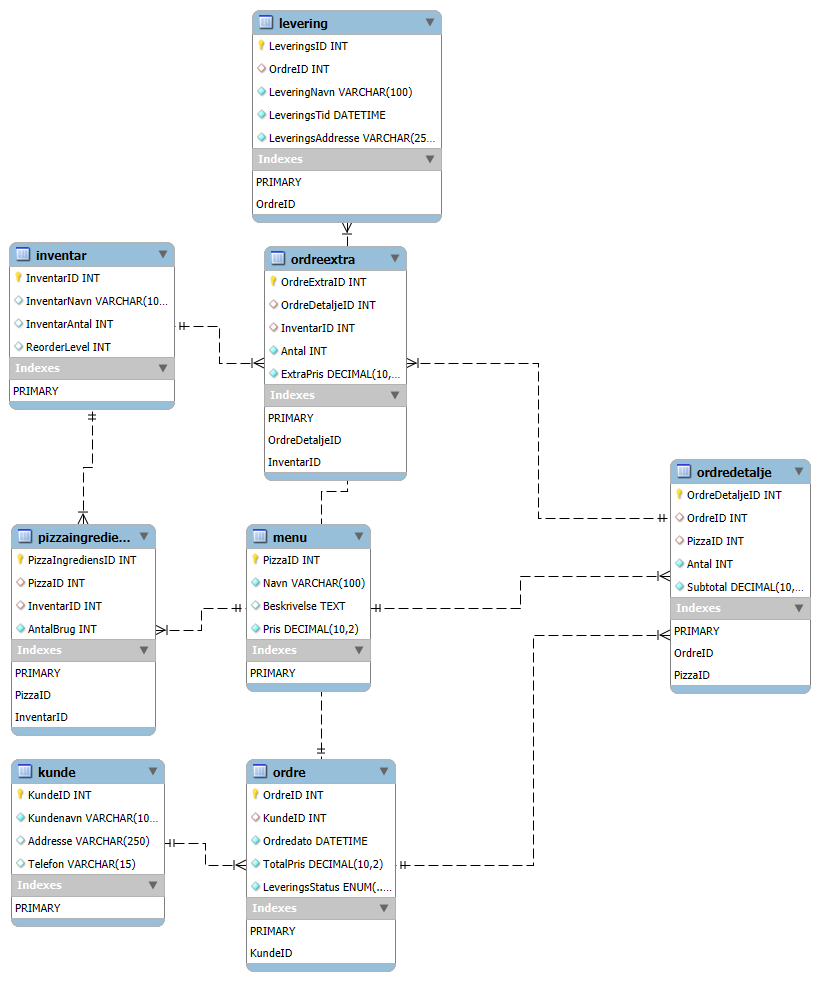 levering
LeveringsID INT
OrdreID INT
LeveringNavn VARCHAR(100)
LeveringsTid DATETIME
LeveringsAddresse VARCHAR(25...
Indexes
PRIMARY
OrdreID
inventar
InventarID INT
InventarNavn VARCHAR(10...
InventarAntal INT
ReorderLevel INT
Indexes
PRIMARY
ordreextra
OrdreExtraID INT
OrdreDetaljeID INT
InventarID INT
Antal INT
ExtraPris DECIMAL(10,...
Indexes
PRIMARY
OrdreDetaljeID
InventarID
ordredetalje
OrdreDetaljeID INT
OrdreID INT
PizzaID INT
Antal INT
Subtotal DECIMAL(10,...
Indexes
PRIMARY
OrdreID
PizzaID
pizzaingredie...
PizzaIngrediensID INT
PizzaID INT
InventarID INT
AntalBrug INT
Indexes
PRIMARY
PizzaID
InventarID
menu
PizzaID INT
Navn VARCHAR(100)
Beskrivelse TEXT
Pris DECIMAL(10,2)
Indexes
PRIMARY
kunde
KundeID INT
Kundenavn VARCHAR(10...
Addresse VARCHAR(250)
Telefon VARCHAR(15)
Indexes
PRIMARY
ordre
OrdreID INT
KundeID INT
Ordredato DATETIME
TotalPris DECIMAL(10,2)
LeveringsStatus ENUM(...
Indexes
PRIMARY
KundeID